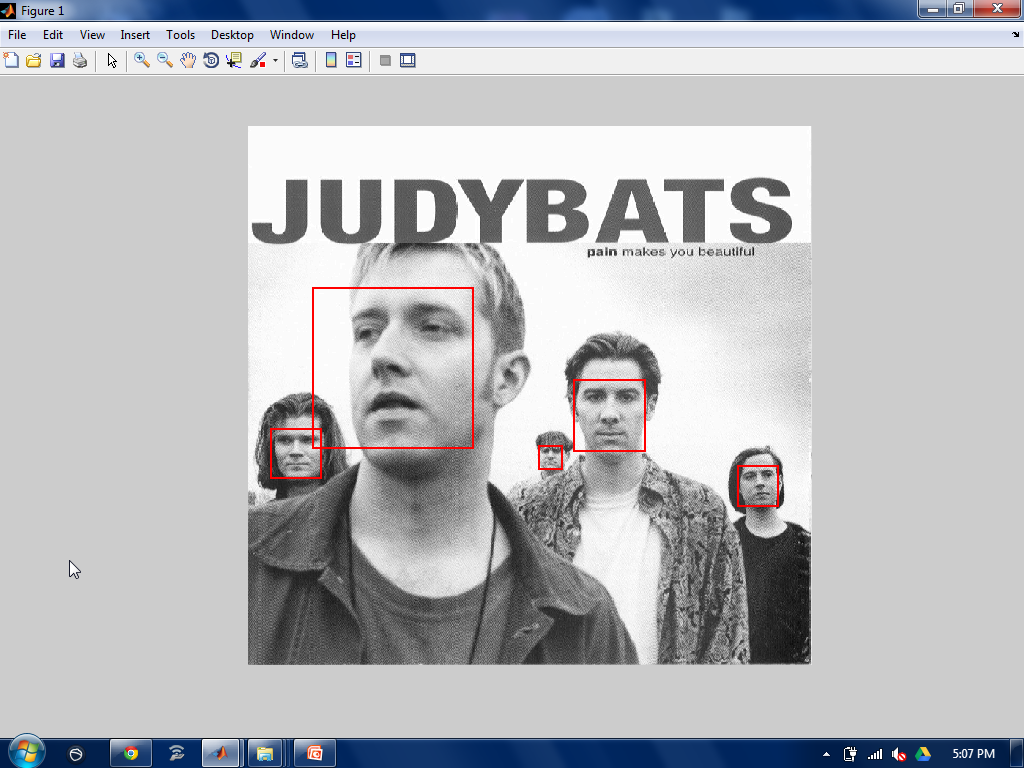 Figure 1
File Edit View Insert Tools Desktop Window Help
JUDYBATS
pain makes you beautiful
5:07 PM